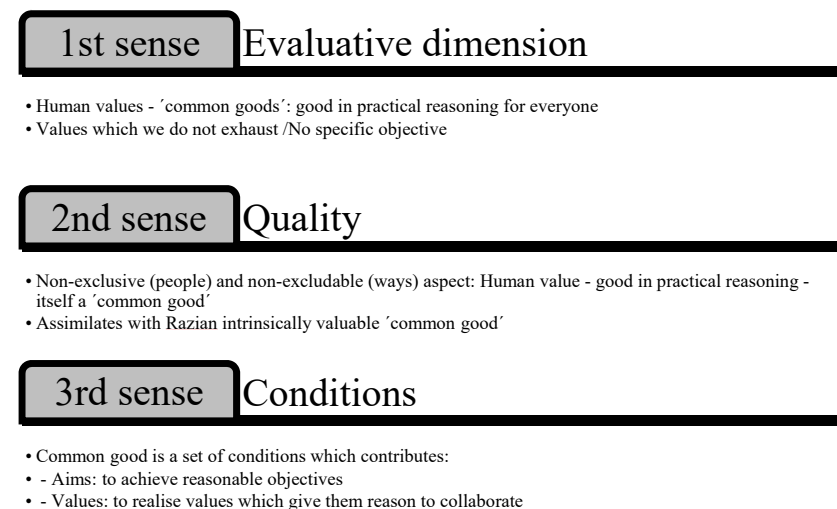 1st sense Evaluative dimension
• Human values - ´common goods´: good in practical reasoning for everyone
• Values which we do not exhaust /No specific objective
2nd sense Quality
• Non-exclusive (people) and non-excludable (ways) aspect: Human value - good in practical reasoning -
itself a ´common good´
• Assimilates with Razian intrinsically valuable ´common good´
3rd sense Conditions
• Common good is a set of conditions which contributes:
• - Aims: to achieve reasonable objectives
• - Values: to realise values which give them reason to collaborate